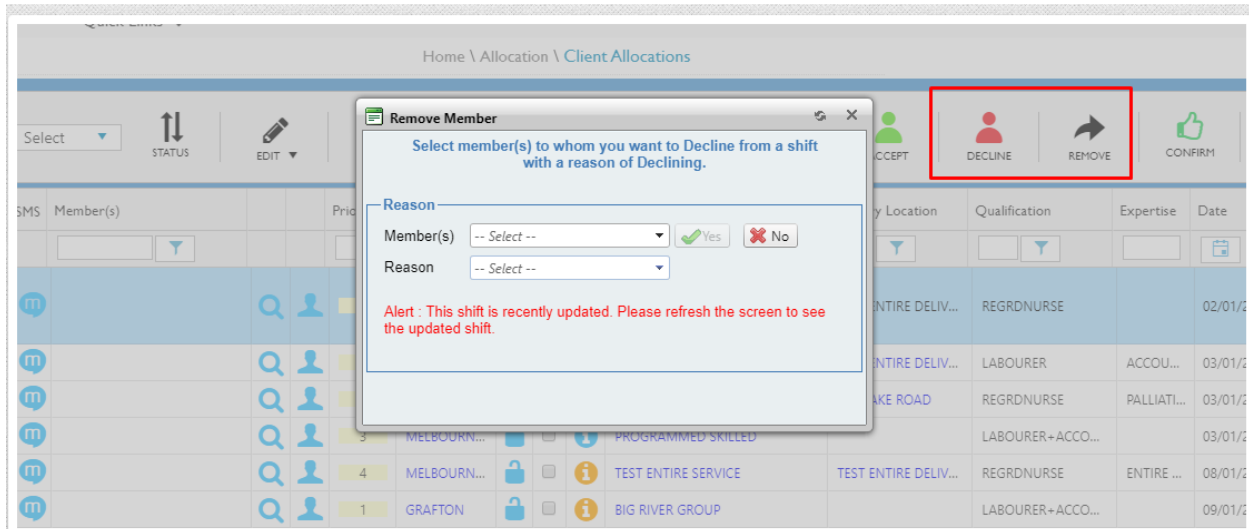 Quick Links
Home \ Allocation \ Client Allocations
Select
STATUS
EDIT
ACCEPT
DECLINE
REMOVE
CONFIRM
Remove Member
Select member(s) to whom you want to Decline from a shift
with a reason of Declining.
Reason
Member(s) -- Select -- Yes No
Reason -- Select --
Alert : This shift is recently updated. Please refresh the screen to see
the updated shift.
SMS Member(s) Location Qualification Expertise Date
ENTIRE DELIV... REGRDNURSE 02/01/2
ENTIRE DELIV... LABOURER ACCOU... 03/01/2
ROAD REGRDNURSE PALLIATI... 03/01/2
3 MELBOURN... PROGRAMMED SKILLED LABOURER+ACCO... 03/01/2
4 MELBOURN... TEST ENTIRE SERVICE TEST ENTIRE DELIV... REGRDNURSE ENTIRE ... 08/01/2
1 GRAFTON BIG RIVER GROUP LABOURER+ACCO... 09/01/2